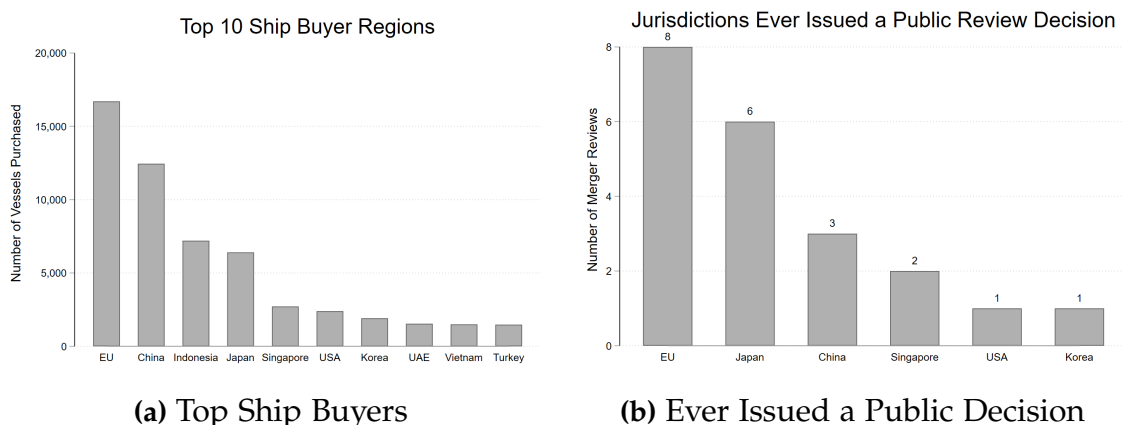 Top 10 Ship Buyer Regions
Number of Vessels Purchased
20,000
15,000
10,000
5,000
0
EU China Indonesia Japan Singapore USA Korea UAE Vietnam Turkey
(a) Top Ship Buyers
Jurisdictions Ever Issued a Public Review Decision
Number of Merger Reviews
8
6
4
2
0
8
6
3
2
1
1
EU Japan China Singapore USA Korea
(b) Ever Issued a Public Decision